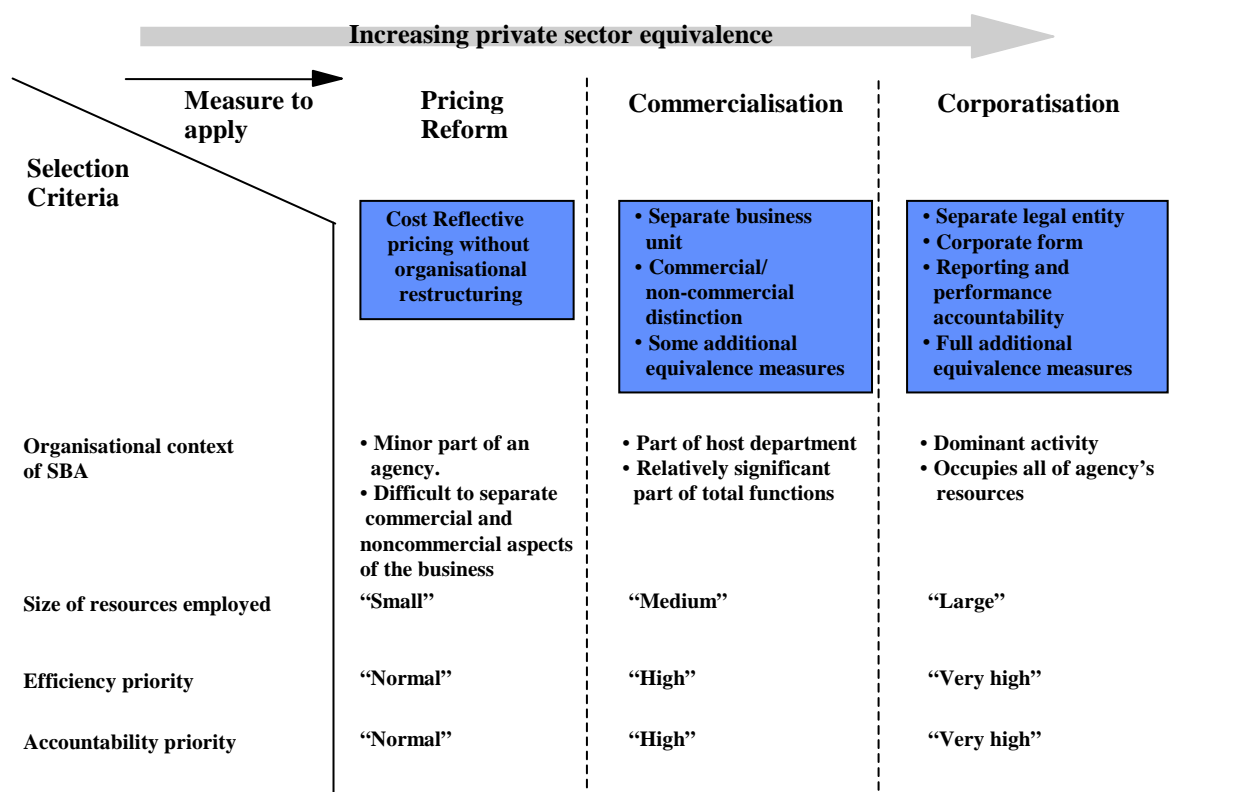 Increasing private sector equivalence
Measure to
apply
Selection
Criteria
Pricing
Reform
Commercialisation
Corporatisation
Cost Reflective
pricing without
organisational
restructuring
• Separate business
unit
• Commercial/
non-commercial
distinction
• Some additional
equivalence measures
• Separate legal entity
• Corporate form
• Reporting and
performance
accountability
• Full additional
equivalence measures
Organisational context
of SBA
• Minor part of an
agency.
• Difficult to separate
commercial and
noncommercial aspects
of the business
• Part of host department
• Relatively significant
part of total functions
• Dominant activity
• Occupies all of agency’s
resources
Size of resources employed
“Small”
“Medium”
“Large”
Efficiency priority
“Normal”
“High”
“Very high”
Accountability priority
“Normal”
“High”
“Very high”